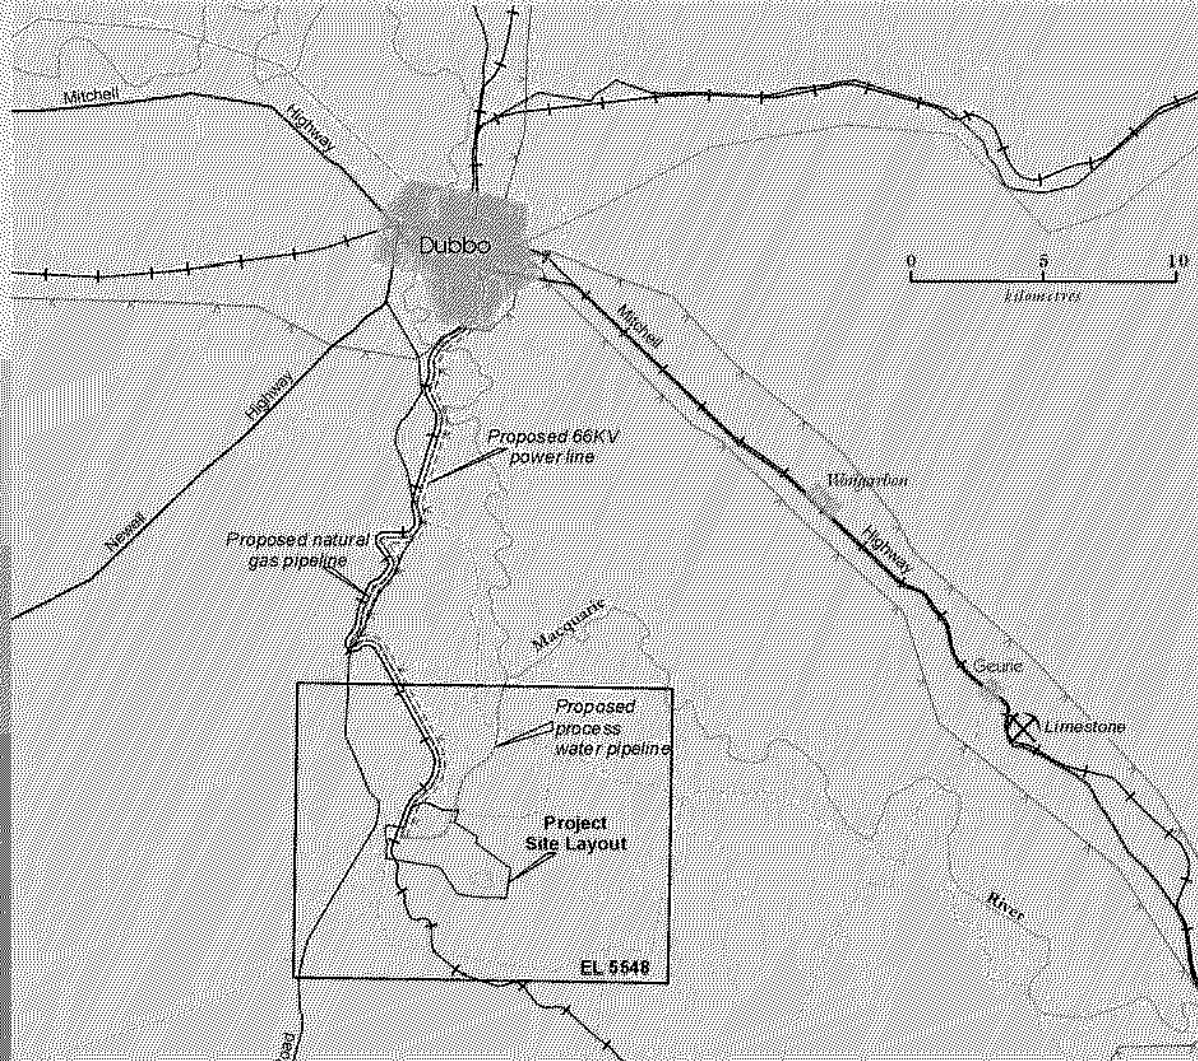 Mitchell
Highway
Dubbo
0 5 10
kilometres
Mitchell
Highway
Proposed 66KV
power line
Newell
Highway
Proposed natural
gas pipeline
Geurie
Macquarie
Proposed
process
water pipeline
Limestone
Project
Site Layout
River
EL 5548